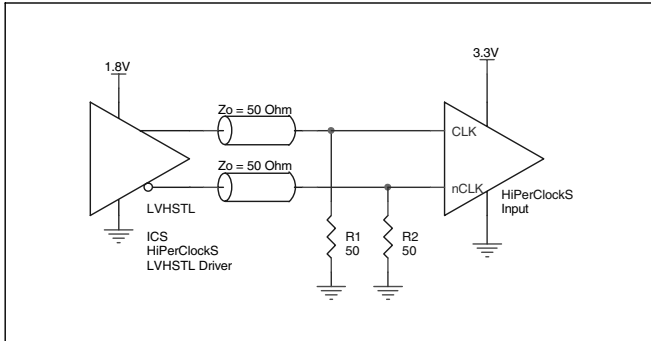 1.8V
3.3V
Zo = 50 Ohm
CLK
Zo = 50 Ohm
nCLK
HiPerClockS
Input
LVHSTL
ICS
HiPerClockS
LVHSTL Driver
R1
50
R2
50